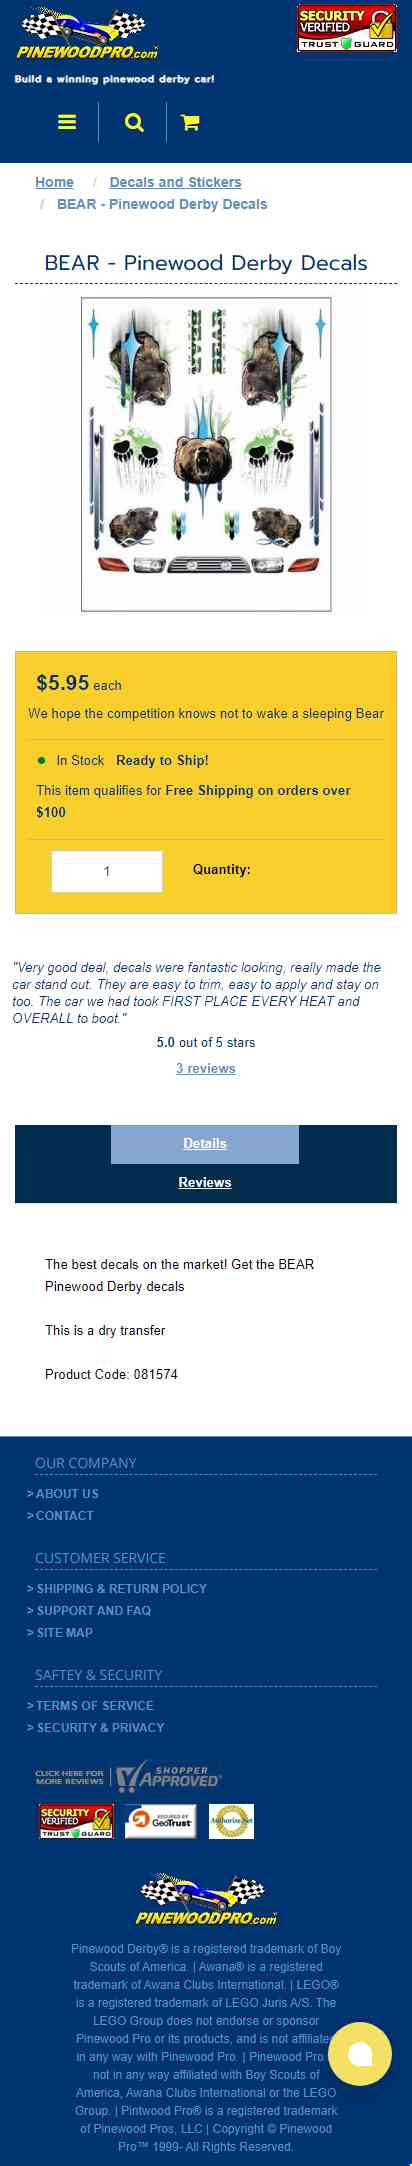 PINEWOODPRO.com
SECURITY
VERIFIED
TRUST GUARD
Build a winning pinewood derby car!
Home / Decals and Stickers
/ BEAR - Pinewood Derby Decals
BEAR - Pinewood Derby Decals
BEAR
$5.95 each
We hope the competition knows not to wake a sleeping Bear
In Stock Ready to Ship!
This item qualifies for Free Shipping on orders over
$100
1 Quantity:
"Very good deal, decals were fantastic looking, really made the
car stand out. They are easy to trim, easy to apply and stay on
too. The car we had took FIRST PLACE EVERY HEAT and
OVERALL to boot."
5.0 out of 5 stars
3 reviews
Details
Reviews
The best decals on the market! Get the BEAR
Pinewood Derby decals
This is a dry transfer
Product Code: 081574
OUR COMPANY
> ABOUT US
> CONTACT
CUSTOMER SERVICE
> SHIPPING & RETURN POLICY
> SUPPORT AND FAQ
> SITE MAP
SAFTEY & SECURITY
> TERMS OF SERVICE
> SECURITY & PRIVACY
CLICK HERE FOR
MORE REVIEWS
SHOPPER
APPROVED
SECURITY
VERIFIED
TRUST GUARD
SECURED BY
GeoTrust
Authorize.Net
PINEWOODPRO.com
Pinewood Derby® is a registered trademark of Boy
Scouts of America. | Awana® is a registered
trademark of Awana Clubs International. | LEGO®
is a registered trademark of LEGO Juris A/S. The
LEGO Group does not endorse or sponsor
Pinewood Pro or its products, and is not affiliated
in any way with Pinewood Pro. | Pinewood Pro
not in any way affiliated with Boy Scouts of
America, Awana Clubs International or the LEGO
Group. | Pintwood Pro® is a registered trademark
of Pinewood Pros, LLC | Copyright © Pinewood
Pro™ 1999- All Rights Reserved.